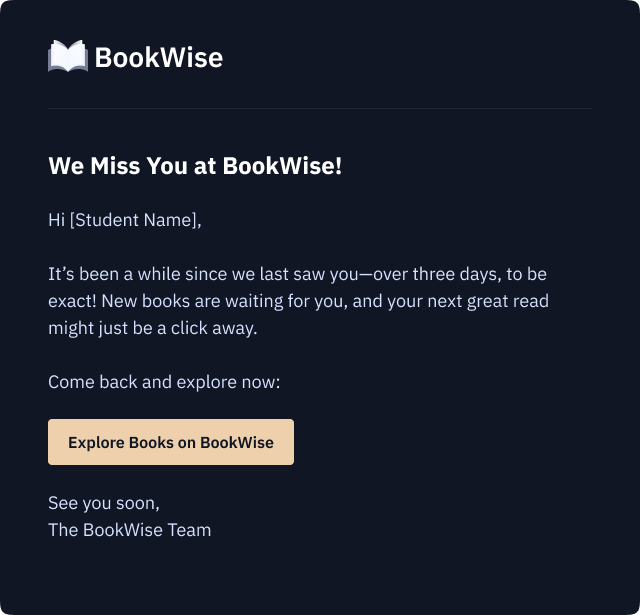 BookWise
We Miss You at BookWise!
Hi [Student Name],
It’s been a while since we last saw you—over three days, to be
exact! New books are waiting for you, and your next great read
might just be a click away.
Come back and explore now:
Explore Books on BookWise
See you soon,
The BookWise Team